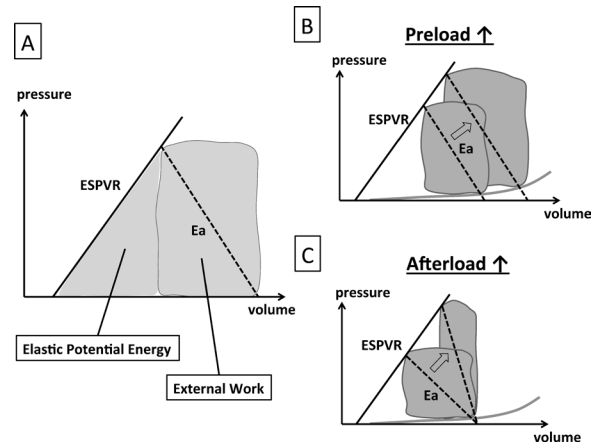 A
pressure
ESPVR
Ea
volume
Elastic Potential Energy
External Work
B
Preload ↑
pressure
ESPVR
Ea
volume
C
Afterload ↑
pressure
ESPVR
Ea
volume